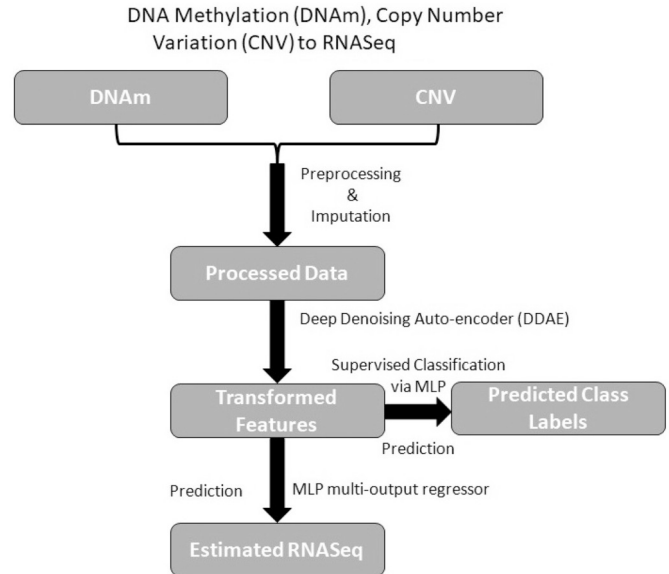 DNA Methylation (DNAm), Copy Number
Variation (CNV) to RNASeq
DNAm
CNV
Preprocessing
&
Imputation
Processed Data
Deep Denoising Auto-encoder (DDAE)
Supervised Classification
via MLP
Transformed
Features
Predicted Class
Labels
Prediction
Prediction
MLP multi-output regressor
Estimated RNASeq